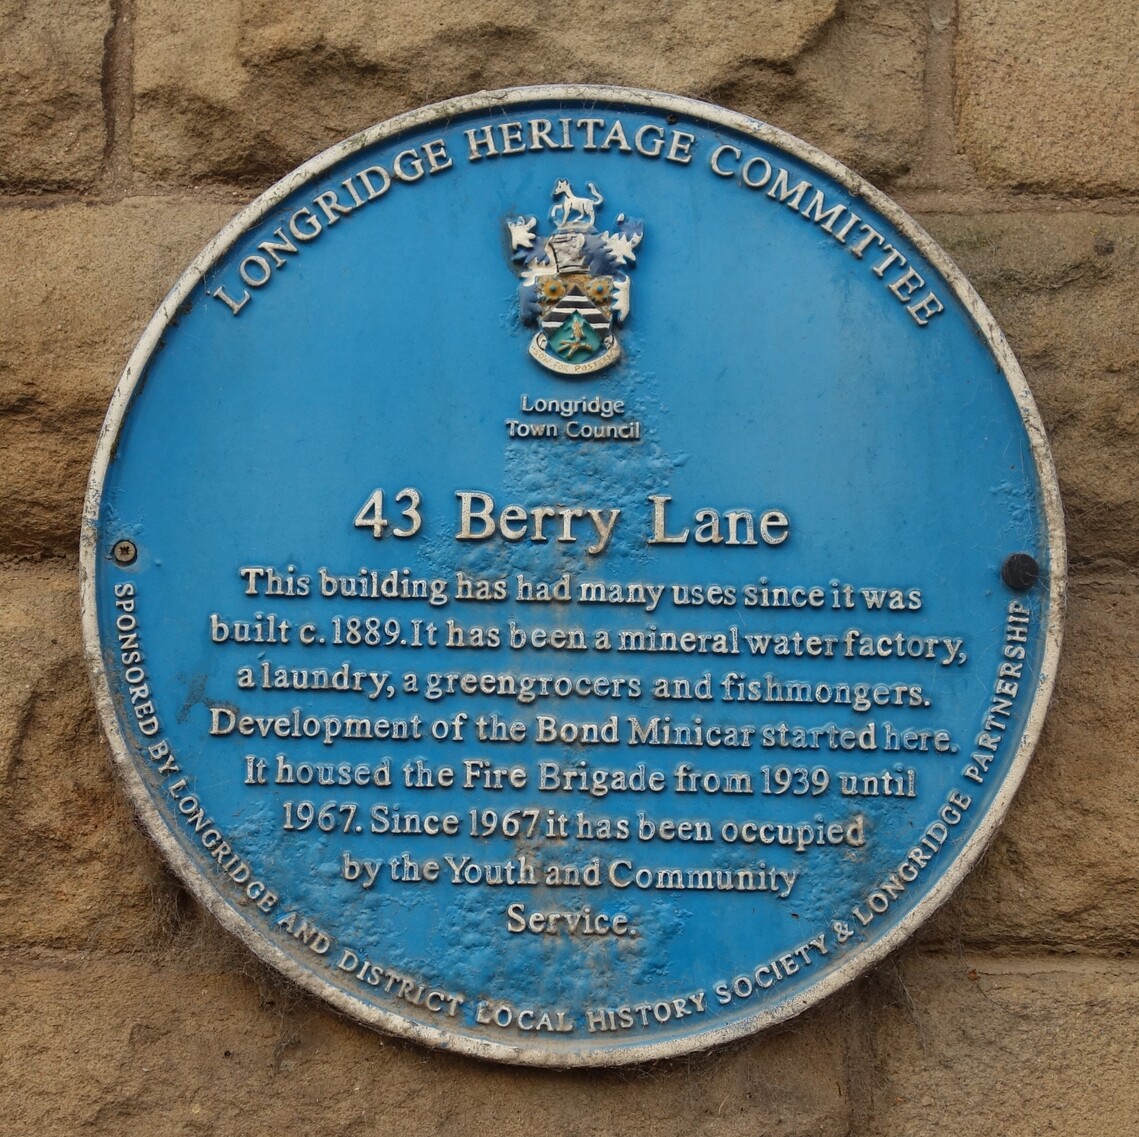 LONGRIDGE HERITAGE COMMITTEE
Longridge
Town Council
43 Berry Lane
This building has had many uses since it was
built c.1889. It has been a mineral water factory,
a laundry, a greengrocers and fishmongers.
Development of the Bond Minicar started here.
It housed the Fire Brigade from 1939 until
1967. Since 1967 it has been occupied
by the Youth and Community
Service.
SPONSORED BY LONGRIDGE AND DISTRICT LOCAL HISTORY SOCIETY & LONGRIDGE PARTNERSHIP